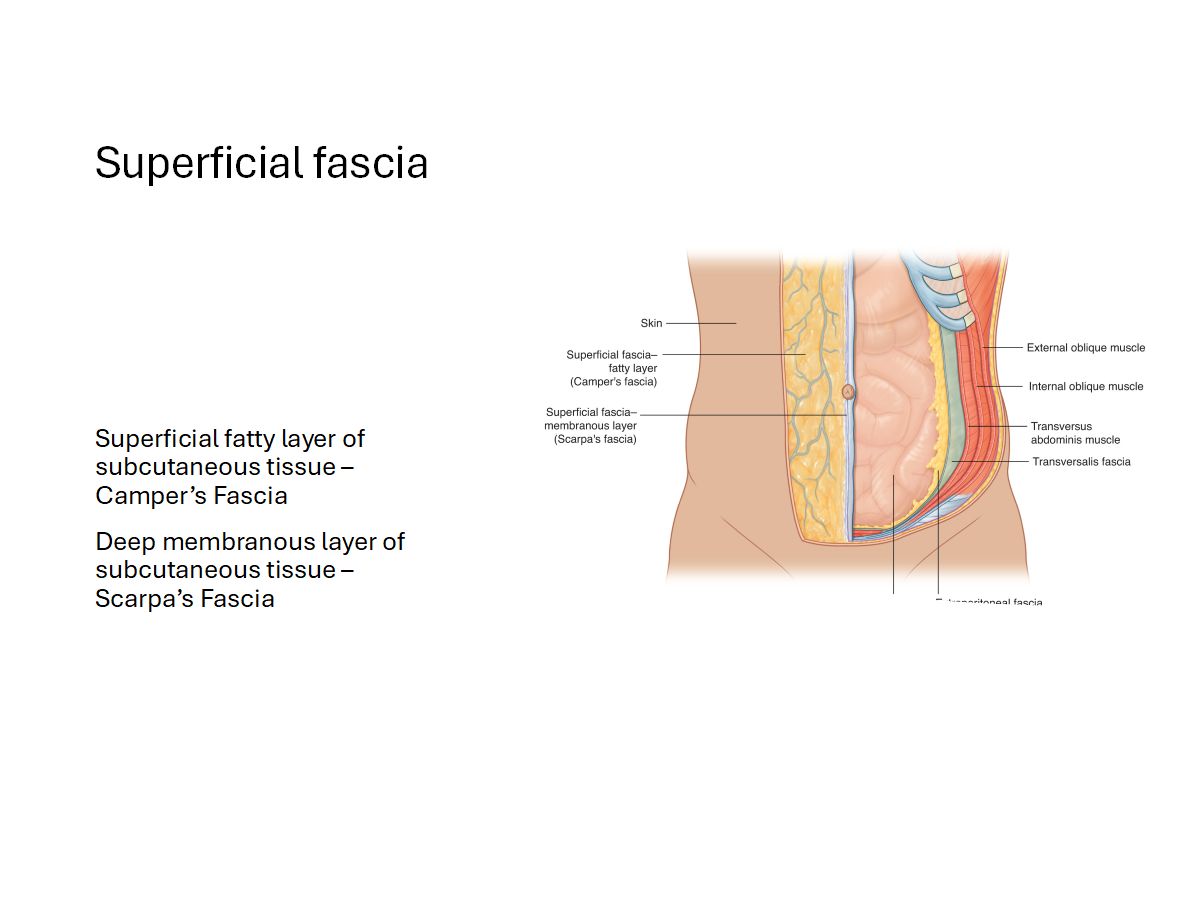 Superficial fascia
Superficial fatty layer of
subcutaneous tissue –
Camper’s Fascia
Deep membranous layer of
subcutaneous tissue –
Scarpa’s Fascia
Skin
Superficial fascia–
fatty layer
(Camper's fascia)
Superficial fascia–
membranous layer
(Scarpa's fascia)
External oblique muscle
Internal oblique muscle
Transversus
abdominis muscle
Transversalis fascia
Extraperitoneal fascia